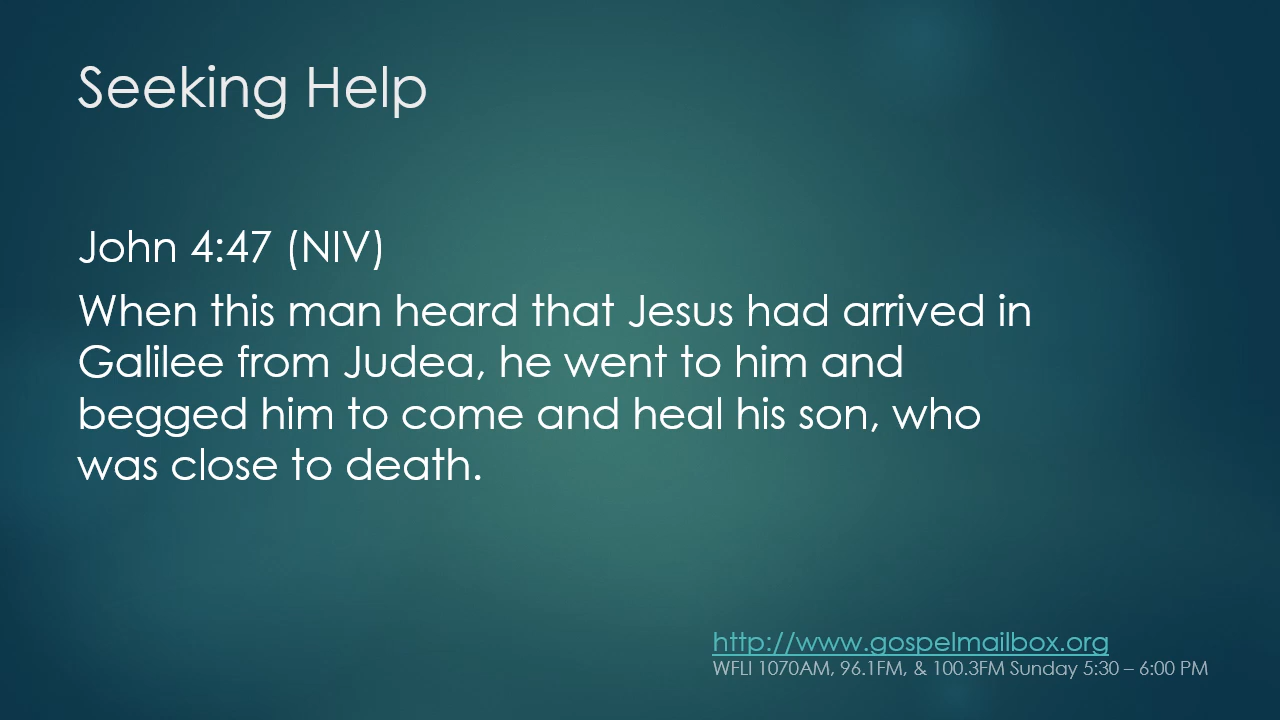 Seeking Help
John 4:47 (NIV)
When this man heard that Jesus had arrived in
Galilee from Judea, he went to him and
begged him to come and heal his son, who
was close to death.
http://www.gospelmailbox.org
WFLI 1070AM, 96.1FM, & 100.3FM Sunday 5:30 – 6:00 PM